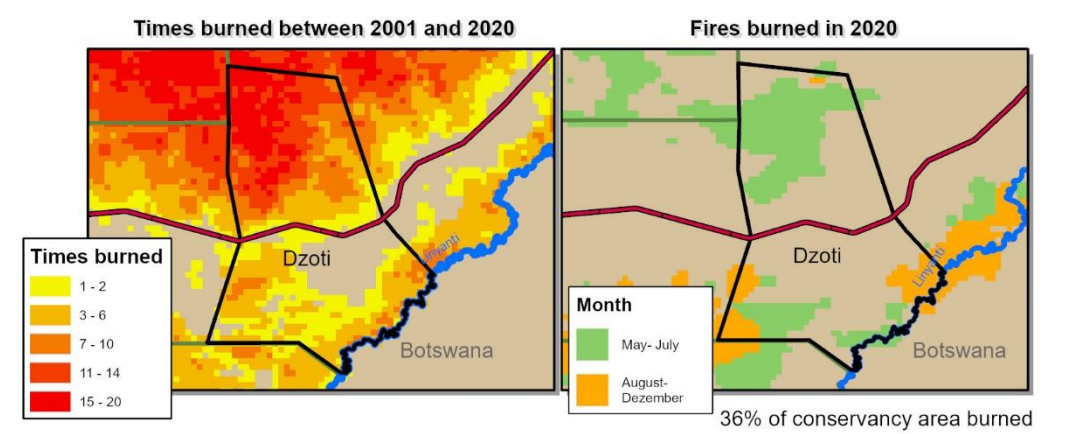 Times burned between 2001 and 2020
Dzoti
Linyanti
Botswana
Times burned
1 - 2
3 - 6
7 - 10
11 - 14
15 - 20
Fires burned in 2020
Dzoti
Linyanti
Botswana
Month
May- July
August-
Dezember
36% of conservancy area burned